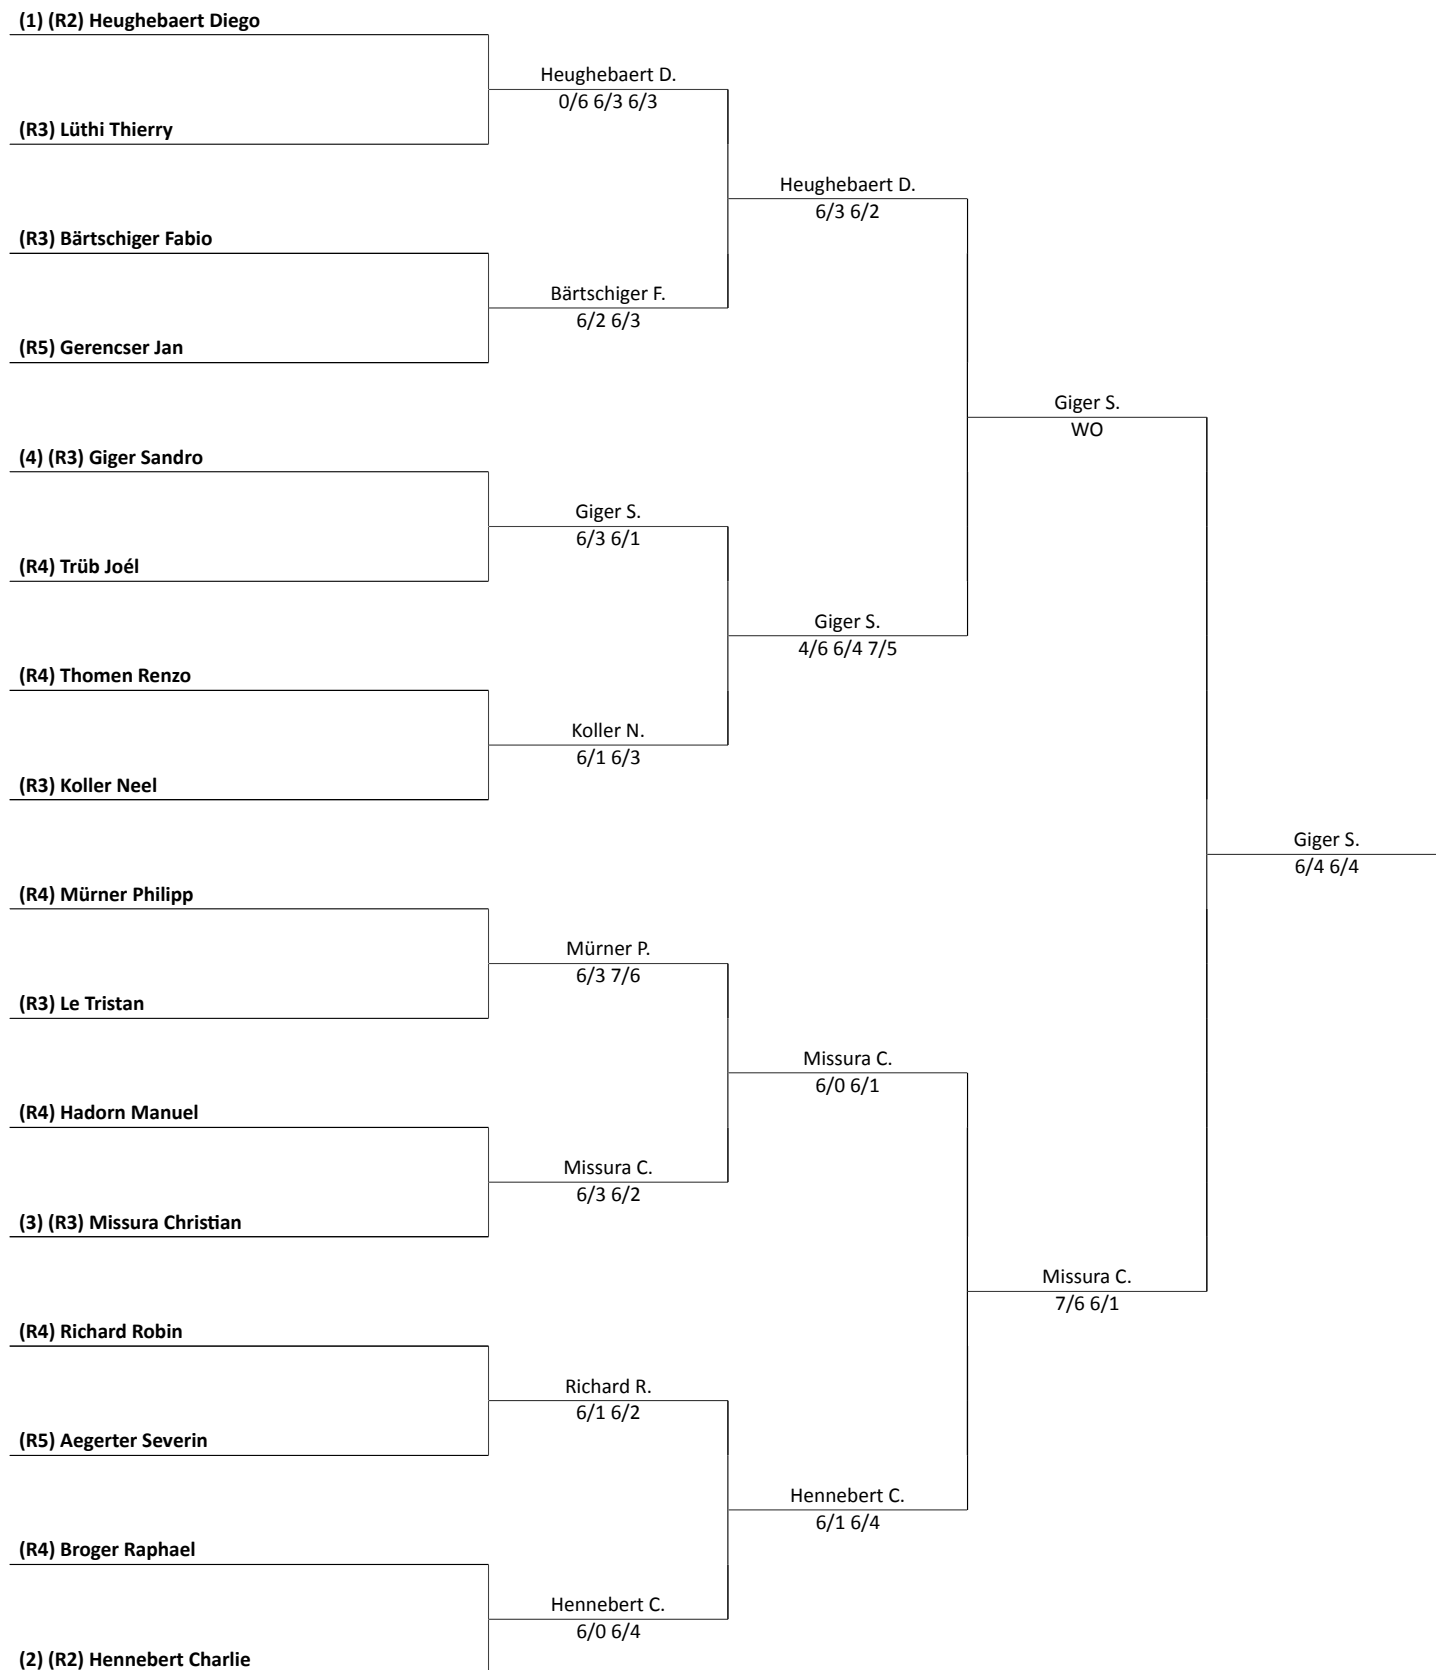 (1) (R2) Heughebaert Diego
Heughebaert D.
0/6 6/3 6/3
(R3) Lüthi Thierry
Heughebaert D.
6/3 6/2
(R3) Bärtschiger Fabio
Bärtschiger F.
6/2 6/3
(R5) Gerencser Jan
Giger S.
WO
(4) (R3) Giger Sandro
Giger S.
6/3 6/1
(R4) Trüb Joél
Giger S.
4/6 6/4 7/5
(R4) Thomen Renzo
Koller N.
6/1 6/3
(R3) Koller Neel
Giger S.
6/4 6/4
(R4) Mürner Philipp
Mürner P.
6/3 7/6
(R3) Le Tristan
Missura C.
6/0 6/1
(R4) Hadorn Manuel
Missura C.
6/3 6/2
(3) (R3) Missura Christian
Missura C.
7/6 6/1
(R4) Richard Robin
Richard R.
6/1 6/2
(R5) Aegerter Severin
Hennebert C.
6/1 6/4
(R4) Broger Raphael
Hennebert C.
6/0 6/4
(2) (R2) Hennebert Charlie